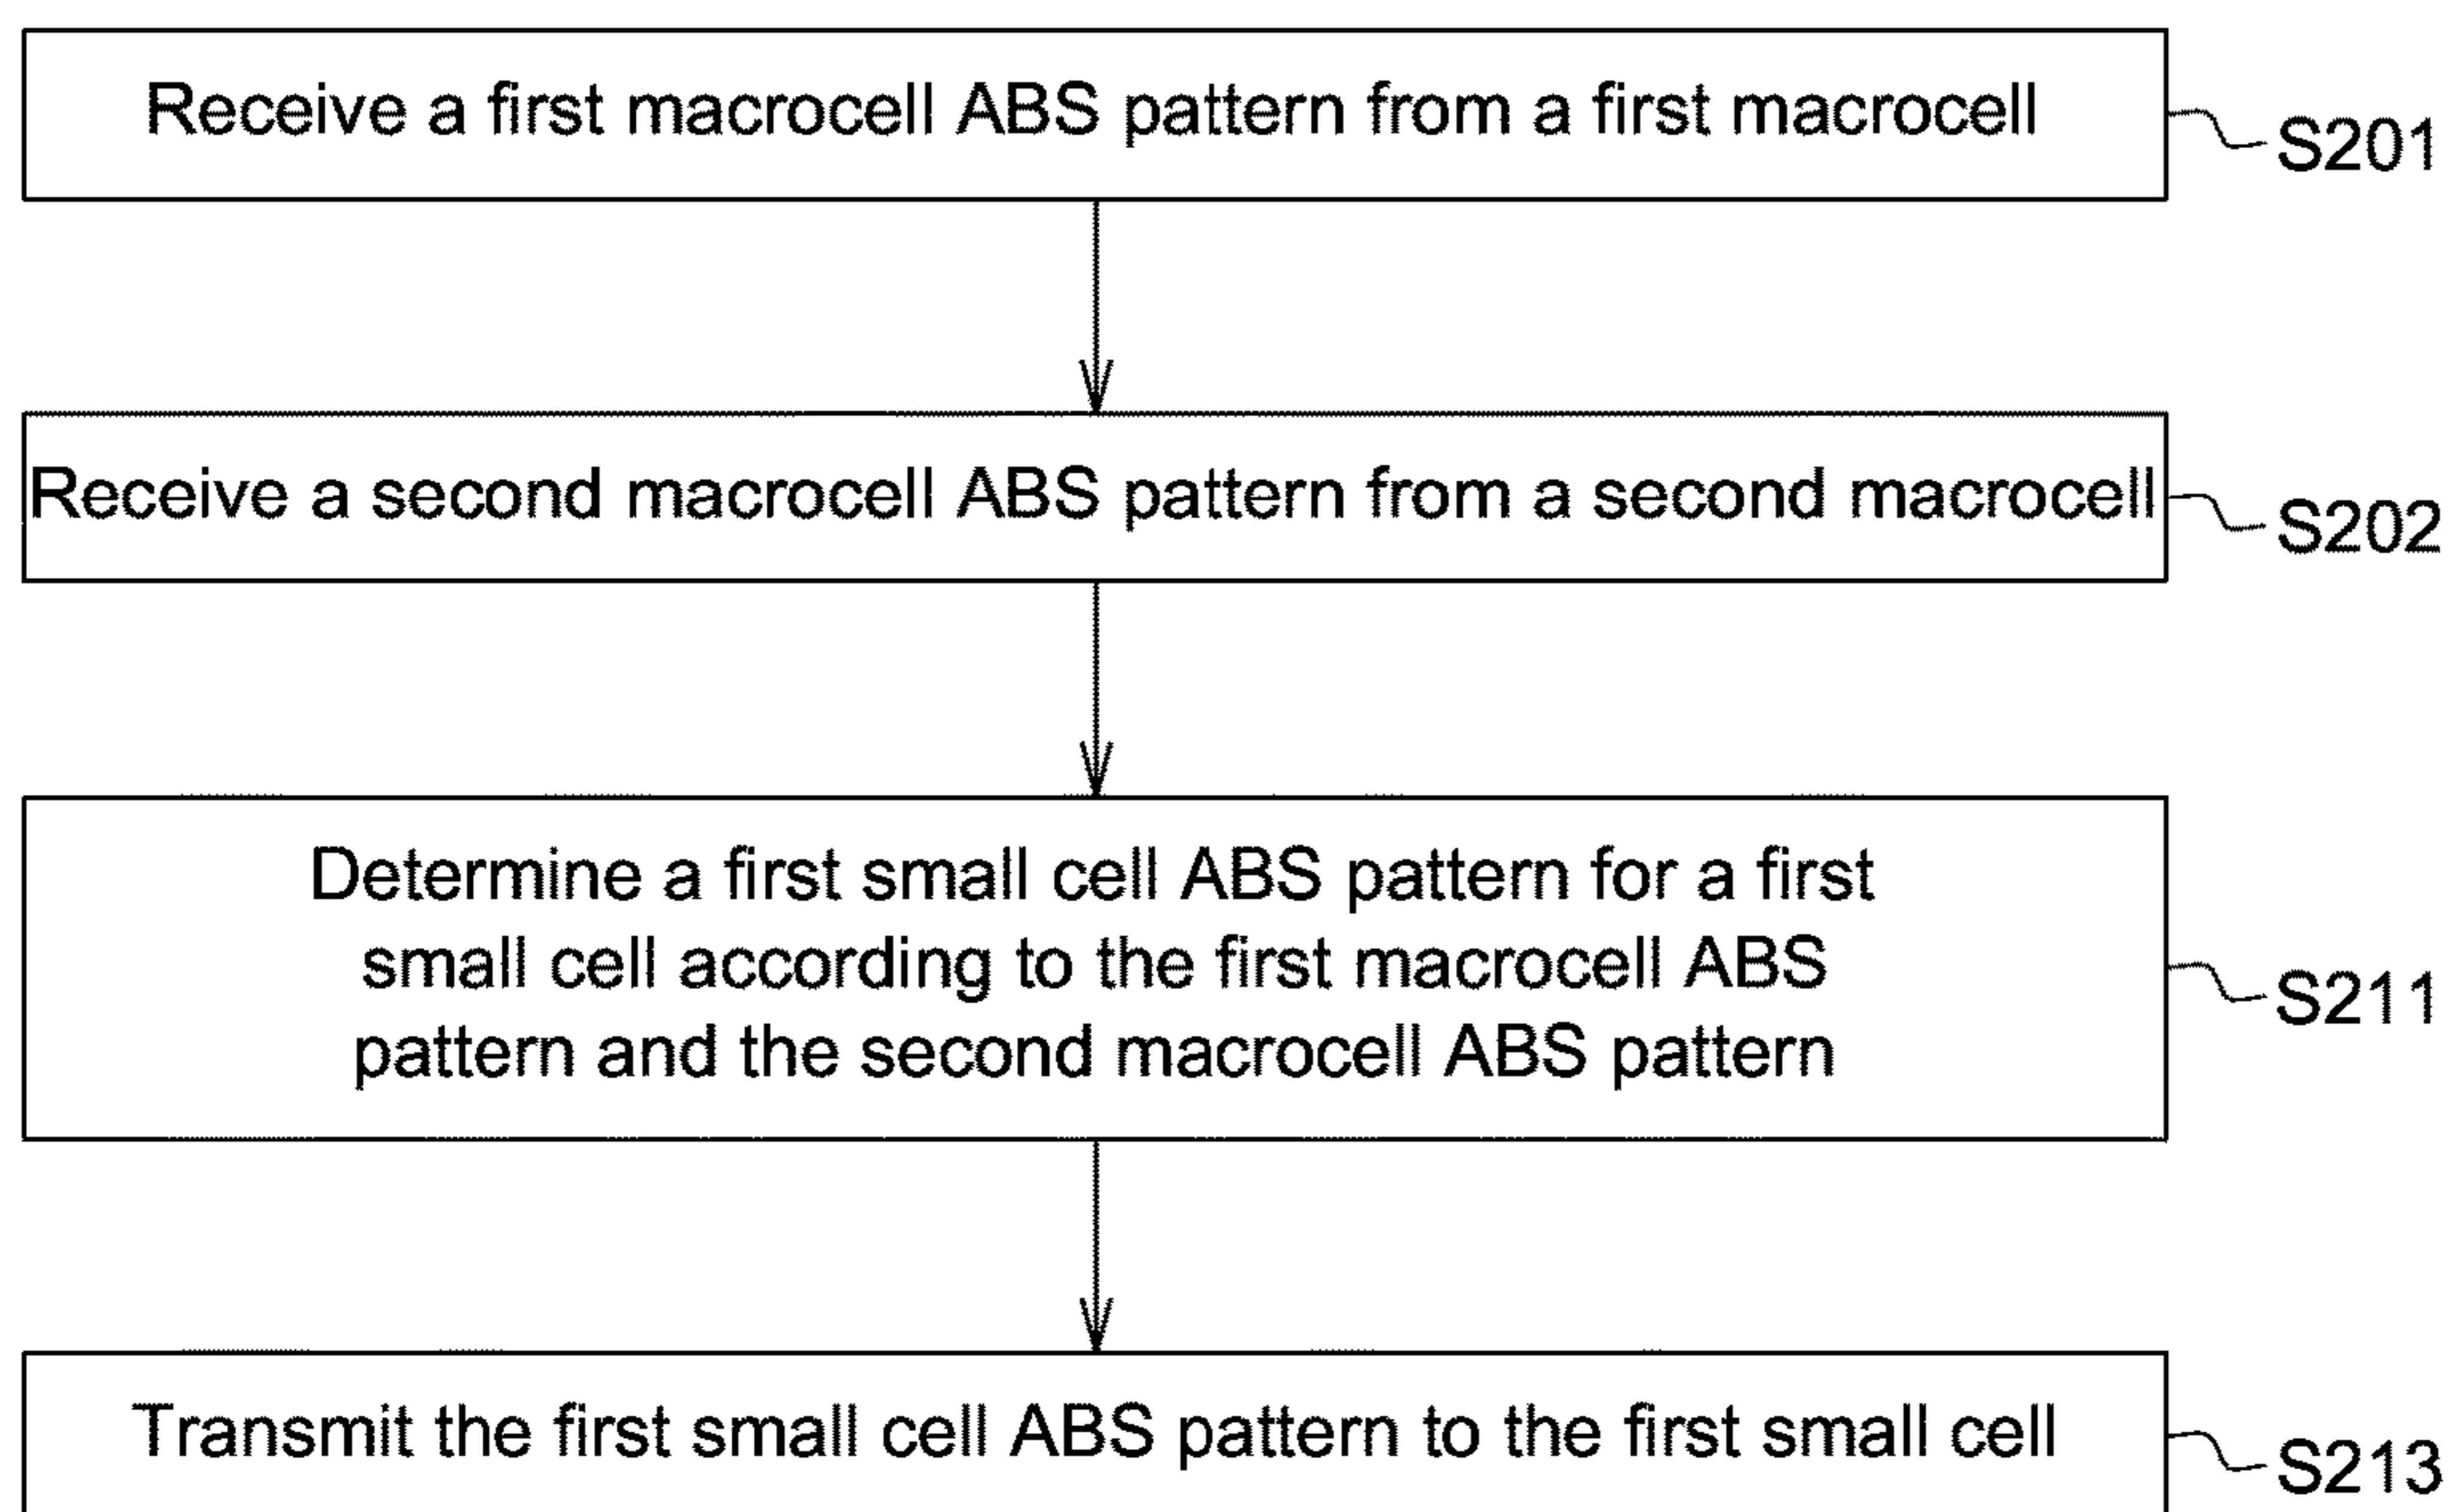 Receive a first macrocell ABS pattern from a first macrocell
S201
Receive a second macrocell ABS pattern from a second macrocell
S202
Determine a first small cell ABS pattern for a first
small cell according to the first macrocell ABS
pattern and the second macrocell ABS pattern
S211
Transmit the first small cell ABS pattern to the first small cell
S213